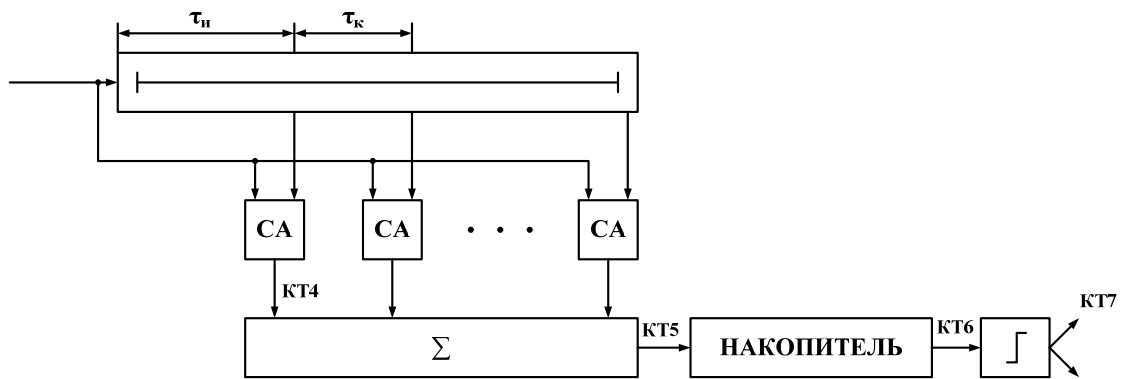 τи τк
СА СА · · · СА
КТ4
КТ7
КТ5 КТ6
Σ НАКОПИТЕЛЬ